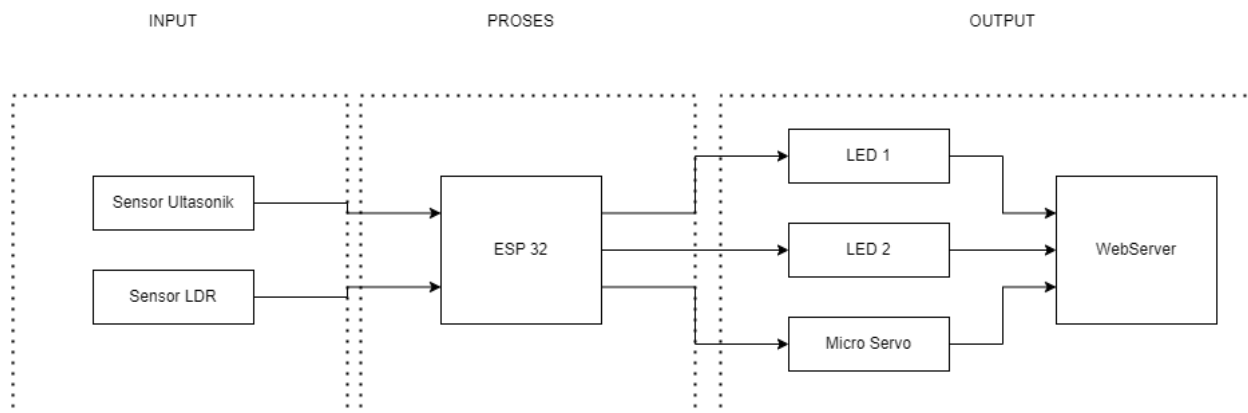 INPUT
PROSES
OUTPUT
Sensor Ultasonik
Sensor LDR
ESP 32
LED 1
LED 2
Micro Servo
WebServer